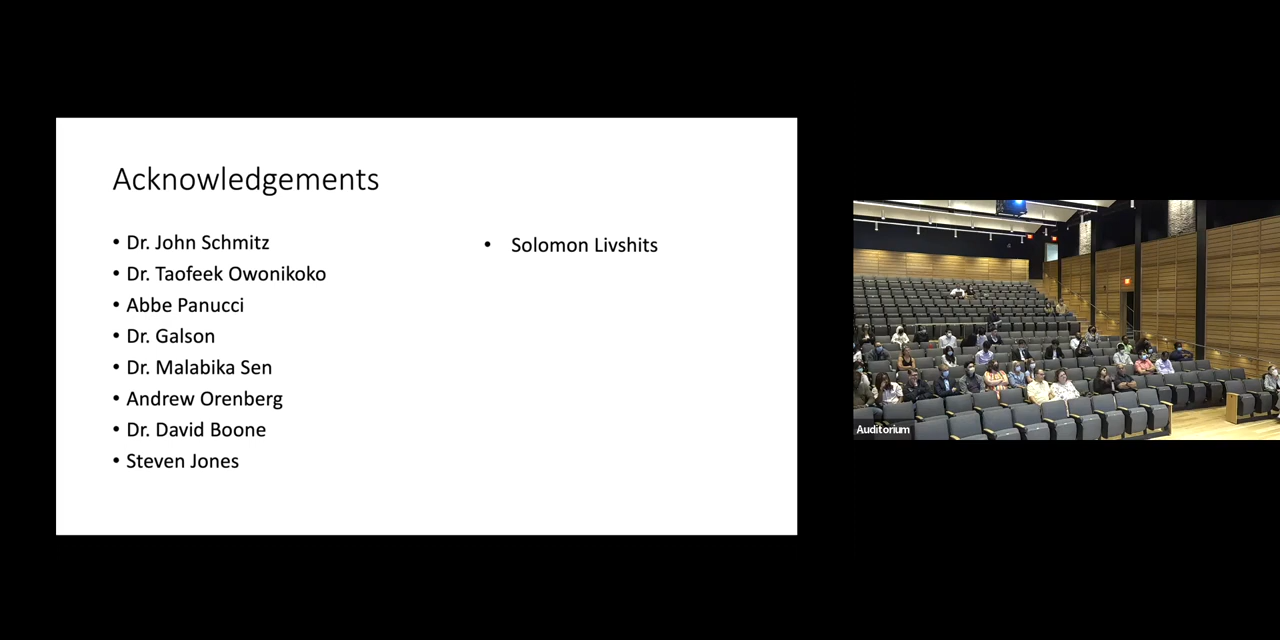 Acknowledgements
• Dr. John Schmitz
• Dr. Taofeek Owonikoko
• Abbe Panucci
• Dr. Galson
• Dr. Malabika Sen
• Andrew Orenberg
• Dr. David Boone
• Steven Jones
• Solomon Livshits
Auditorium